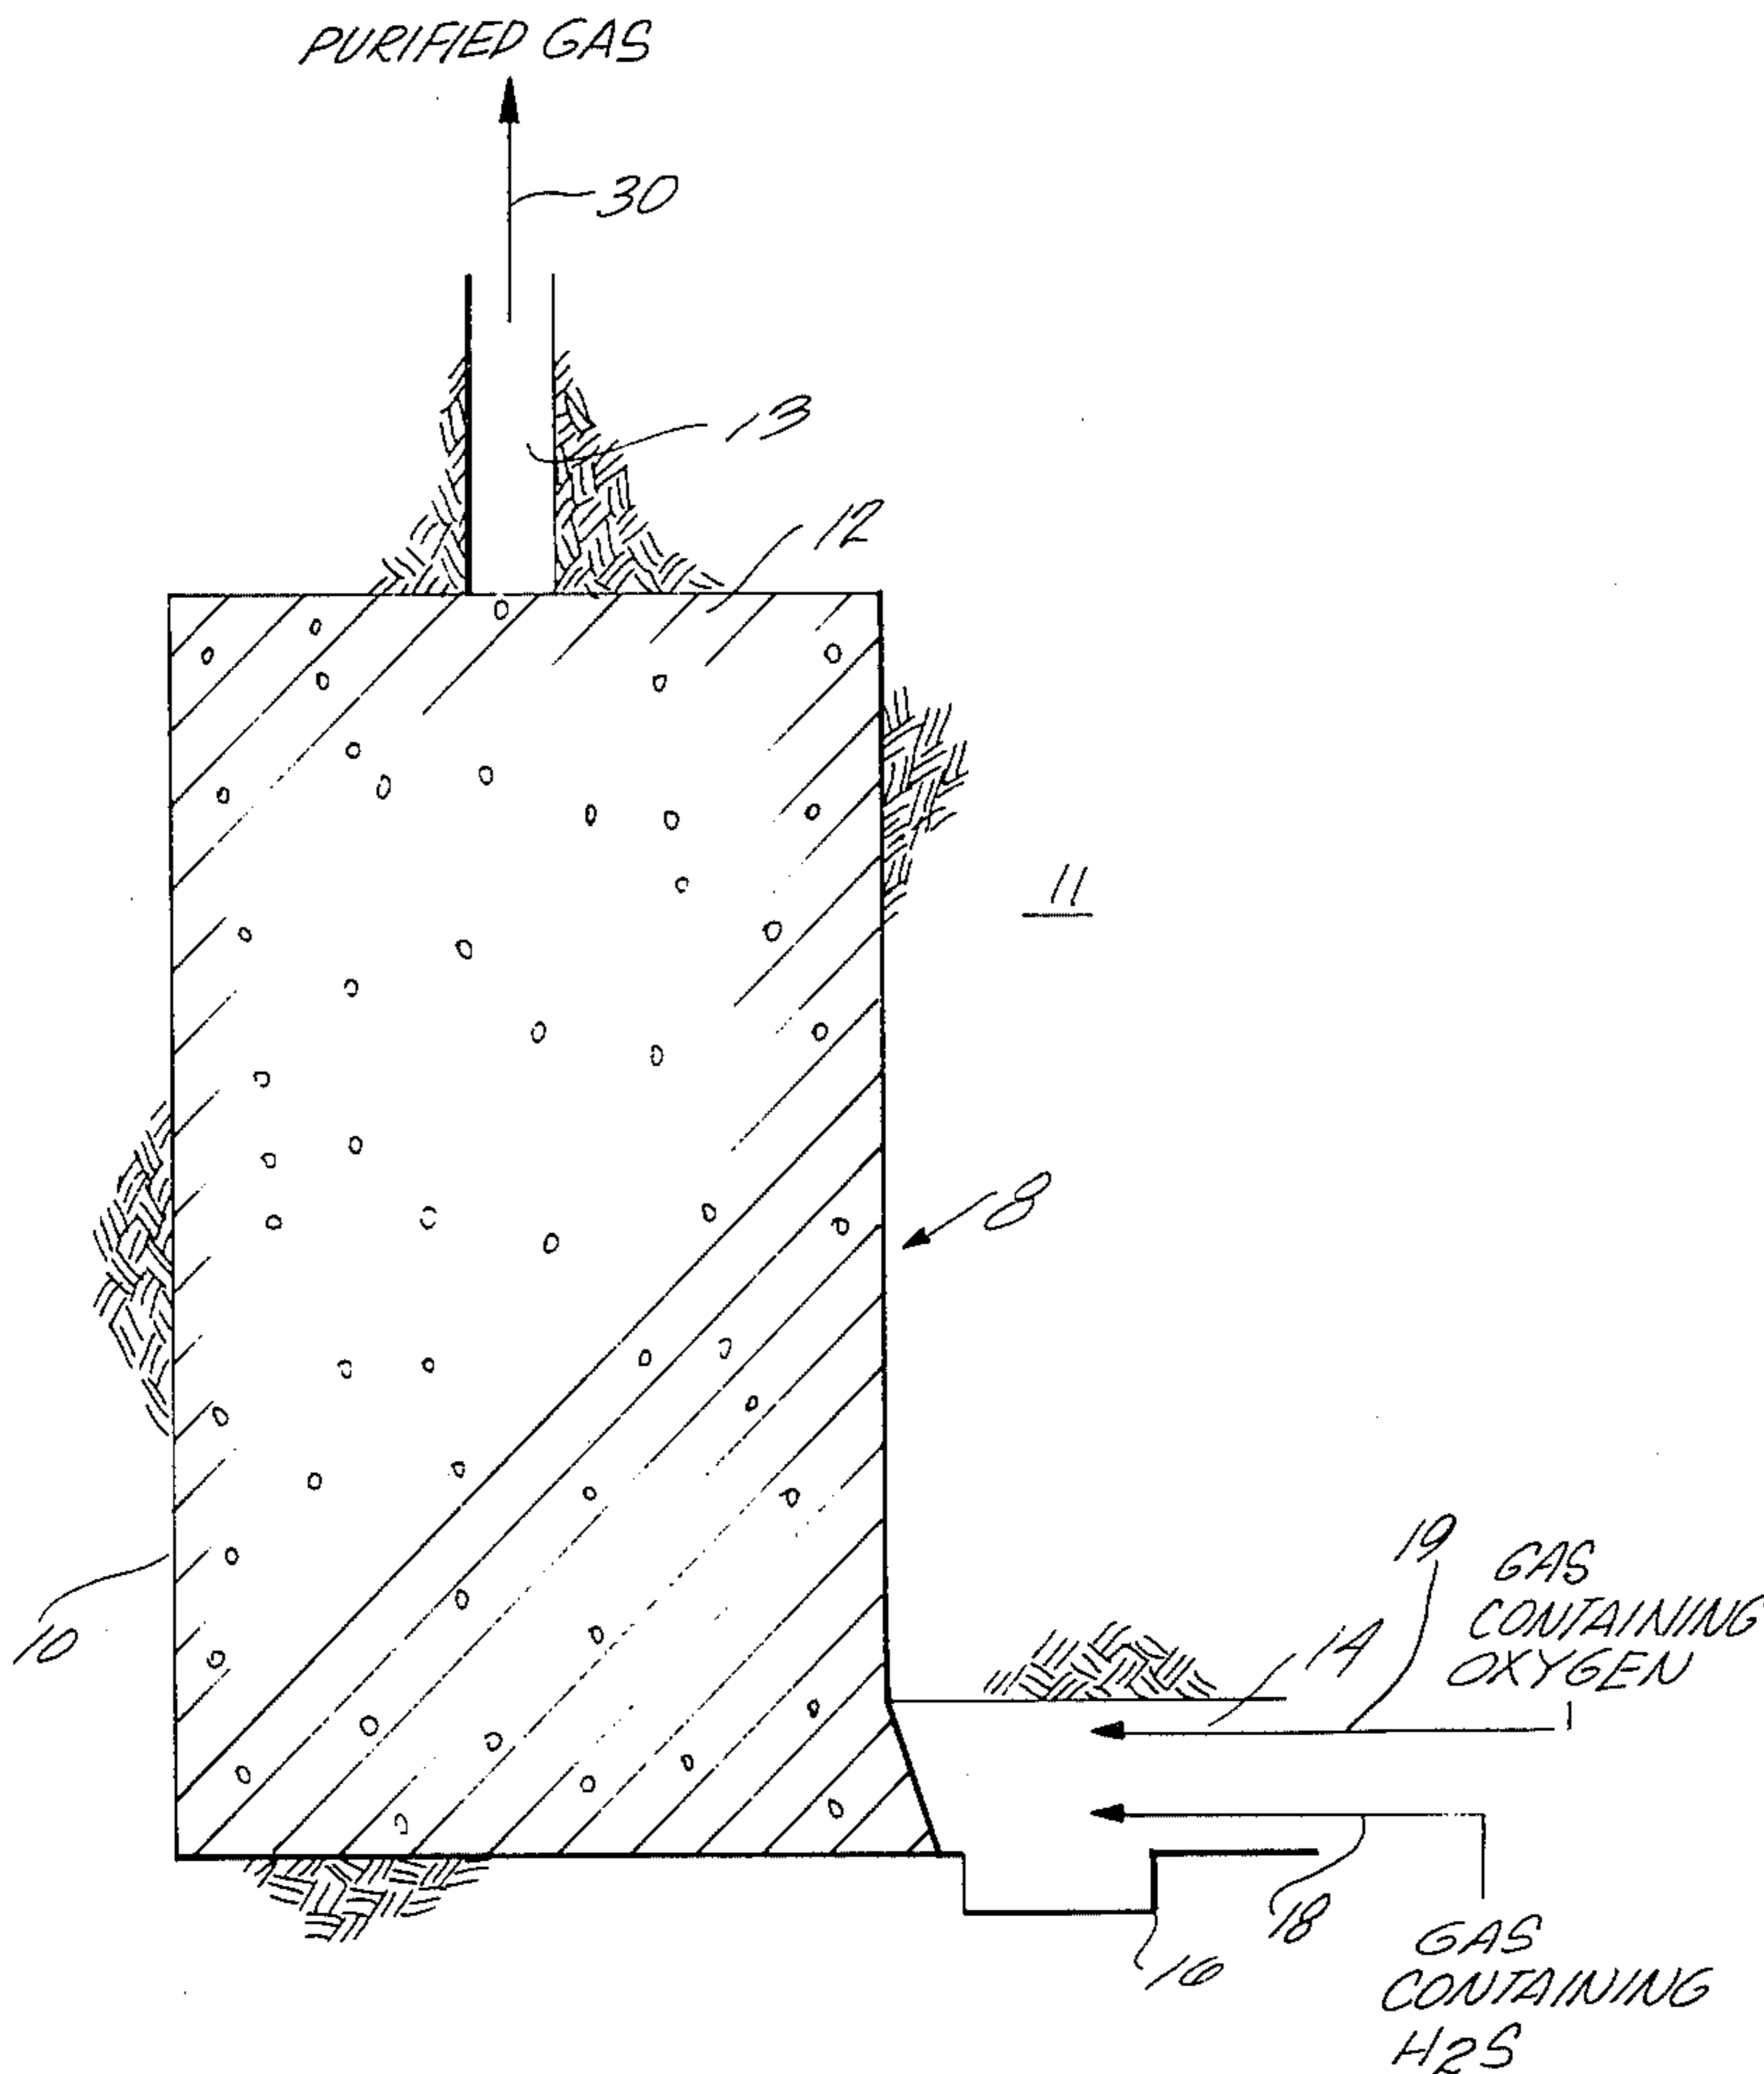 PURIFIED GAS
30
13
12
11
8
10
19
GAS
CONTAINING
OXYGEN
14
18
16
GAS
CONTAINING
H2S